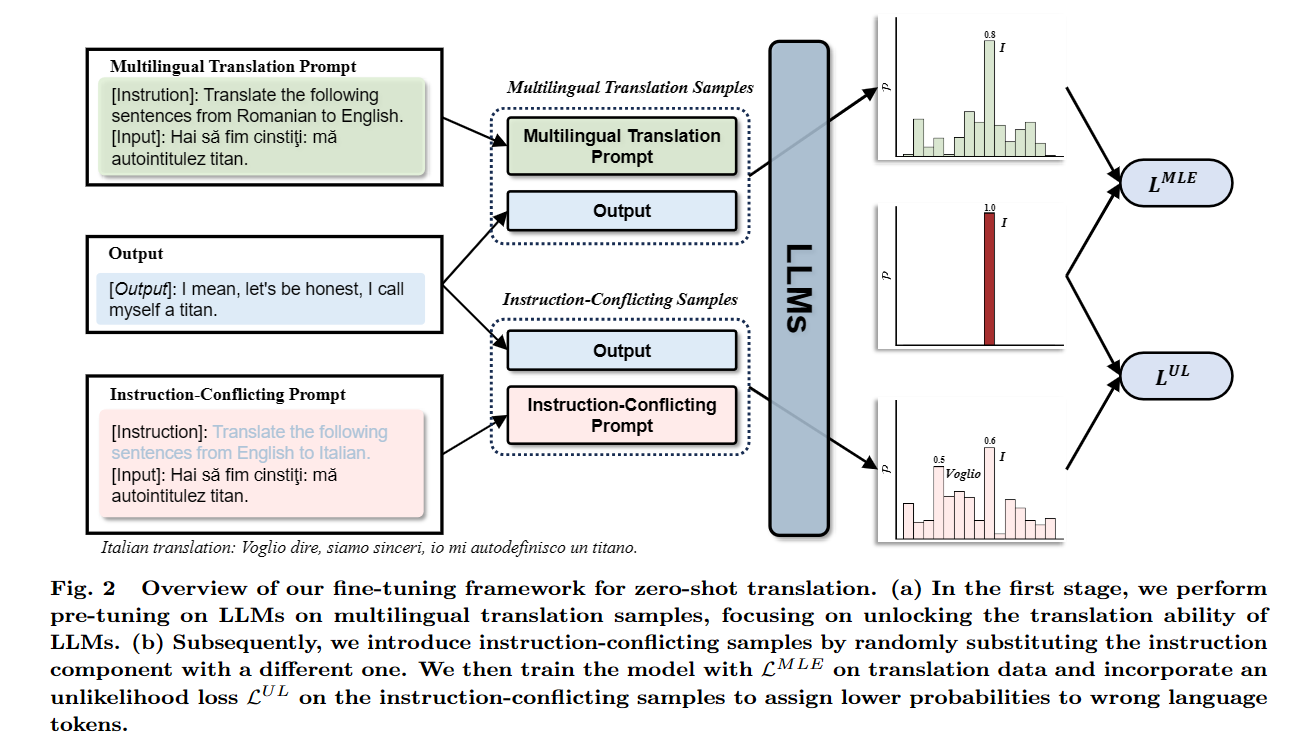 Multilingual Translation Prompt
[Instrution]: Translate the following
sentences from Romanian to English.
[Input]: Hai să fim cinstiţi: mă
autointitulez titan.
Output
[Output]: I mean, let's be honest, I call
myself a titan.
Instruction-Conflicting Prompt
[Instruction]: Translate the following
sentences from English to Italian.
[Input]: Hai să fim cinstiţi: mă
autointitulez titan.
Italian translation: Voglio dire, siamo sinceri, io mi autodefinisco un titano.
Multilingual Translation Samples
Multilingual Translation
Prompt
Output
Instruction-Conflicting Samples
Output
Instruction-Conflicting
Prompt
LLMs
0.8
I
P
1.0
I
P
0.6
I
0.5
Voglio
P
L^MLE
L^UL
Fig. 2 Overview of our fine-tuning framework for zero-shot translation. (a) In the first stage, we perform
pre-tuning on LLMs on multilingual translation samples, focusing on unlocking the translation ability of
LLMs. (b) Subsequently, we introduce instruction-conflicting samples by randomly substituting the instruction
component with a different one. We then train the model with L^MLE on translation data and incorporate an
unlikelihood loss L^UL on the instruction-conflicting samples to assign lower probabilities to wrong language
tokens.